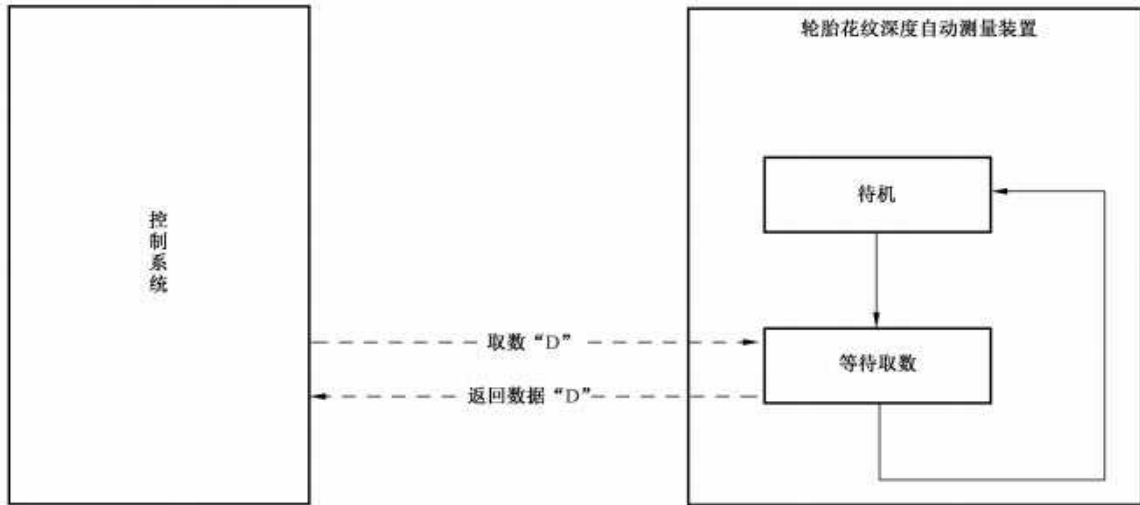 轮胎花纹深度自动测量装置
待机
控制系统
取数“D”
等待取数
返回数据“D”